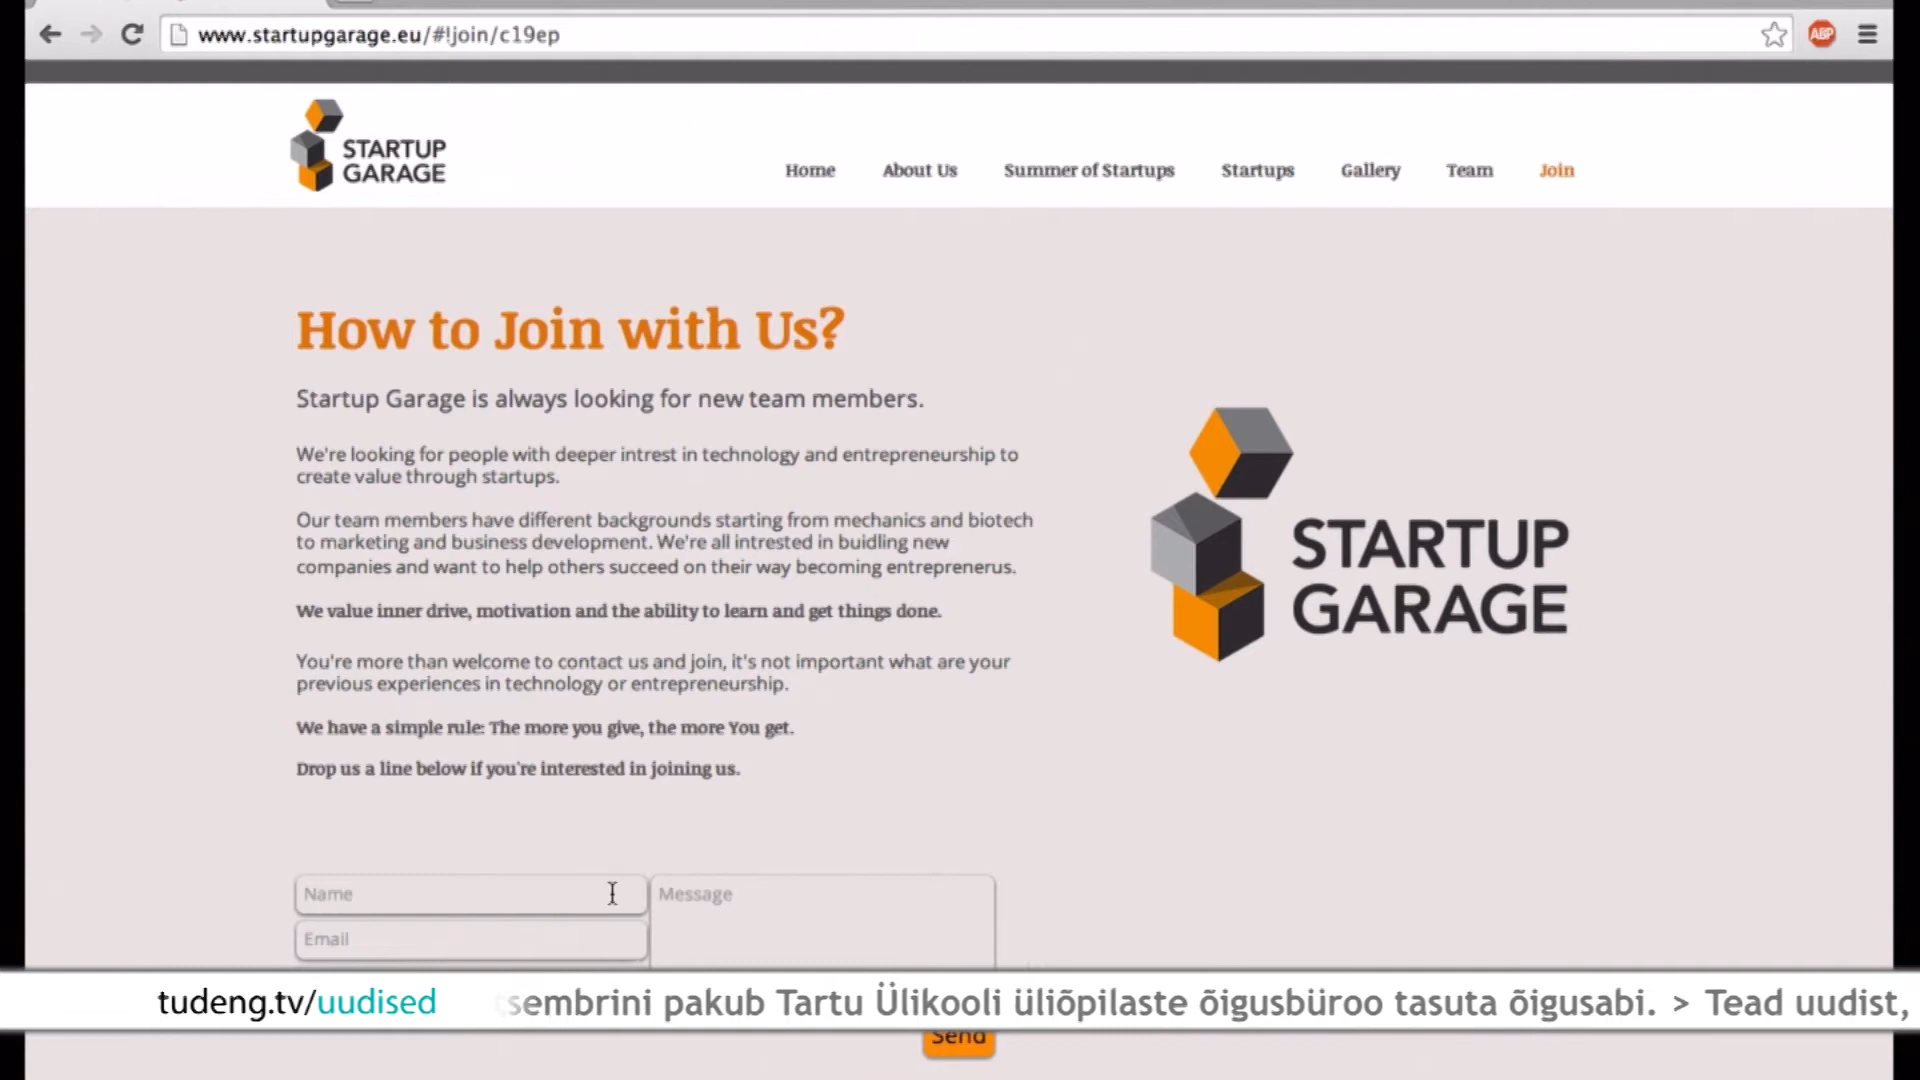 www.startupgarage.eu/#!join/c19ep
ABP
STARTUP
GARAGE
Home About Us Summer of Startups Startups Gallery Team Join
How to Join with Us?
Startup Garage is always looking for new team members.
We're looking for people with deeper intrest in technology and entrepreneurship to
create value through startups.
Our team members have different backgrounds starting from mechanics and biotech
to marketing and business development. We're all intrested in buidling new
companies and want to help others succeed on their way becoming entreprenerus.
We value inner drive, motivation and the ability to learn and get things done.
You're more than welcome to contact us and join, it's not important what are your
previous experiences in technology or entrepreneurship.
We have a simple rule: The more you give, the more You get.
Drop us a line below if you're interested in joining us.
STARTUP
GARAGE
Name Message
Email
tudeng.tv/uudised sembrini pakub Tartu Ülikooli üliõpilaste õigusbüroo tasuta õigusabi. > Tead uudist,
Send